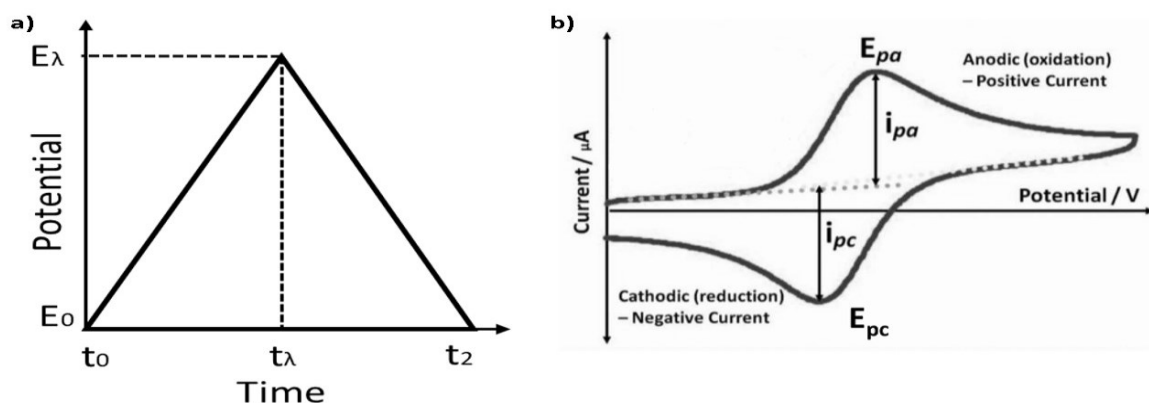 a)
Eλ
Potential
E0
t0
tλ
t2
Time
b)
Epa
Anodic (oxidation)
– Positive Current
ipa
Current / µA
Potential / V
ipc
Cathodic (reduction)
– Negative Current
Epc